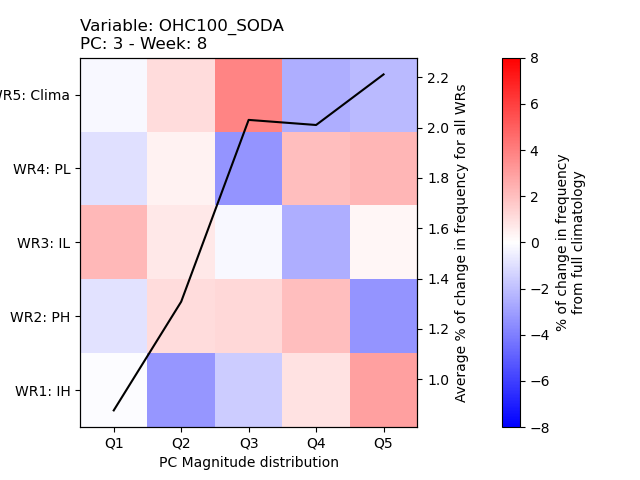 Variable: OHC100_SODA
PC: 3 - Week: 8
WR5: Clima
WR4: PL
WR3: IL
WR2: PH
WR1: IH
Q1 Q2 Q3 Q4 Q5
PC Magnitude distribution
2.2
2.0
1.8
1.6
1.4
1.2
1.0
Average % of change in frequency for all WRs
8
6
4
2
0
−2
−4
−6
−8
% of change in frequency
from full climatology